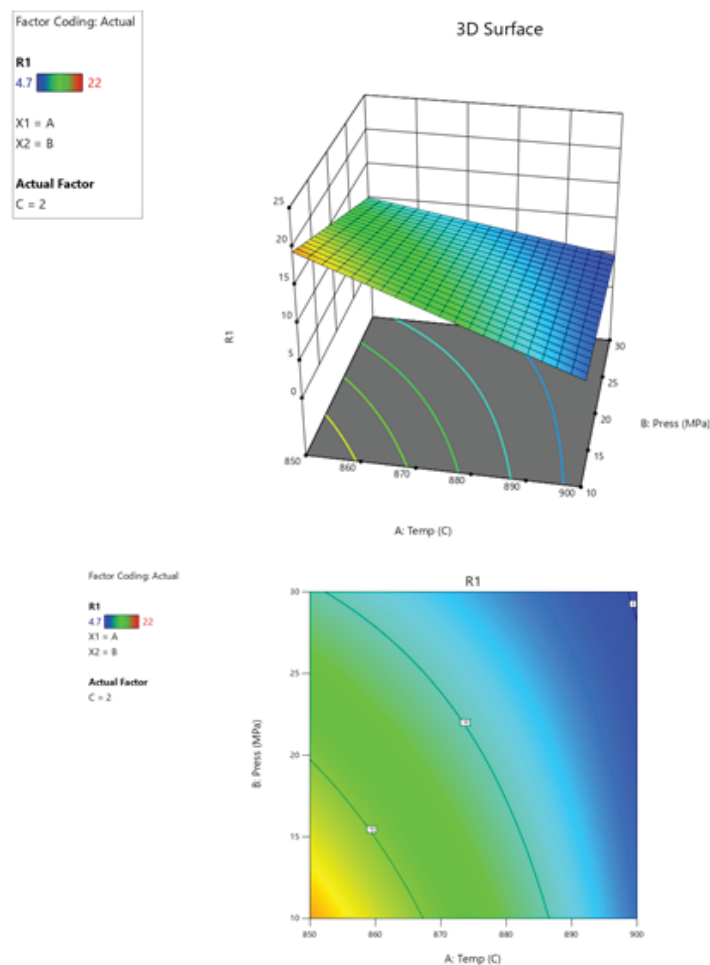 Factor Coding: Actual
R1
4.7 22
X1 = A
X2 = B
Actual Factor
C = 2
3D Surface
25
20
15
10
5
0
R1
850 860 870 880 890 900
10 15 20 25 30
B: Press (MPa)
A: Temp (C)
Factor Coding: Actual
R1
4.7 22
X1 = A
X2 = B
Actual Factor
C = 2
R1
30
25
20
15
10
B: Press (MPa)
850 860 870 880 890 900
A: Temp (C)